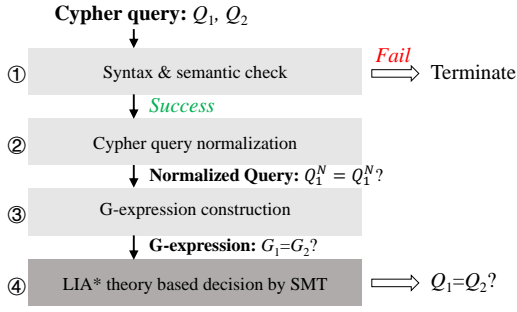 Cypher query: Q₁, Q₂
① Syntax & semantic check Fail Terminate
Success
② Cypher query normalization
Normalized Query: Q₁ᴺ = Q₁ᴺ?
③ G-expression construction
G-expression: G₁=G₂?
④ LIA* theory based decision by SMT Q₁=Q₂?